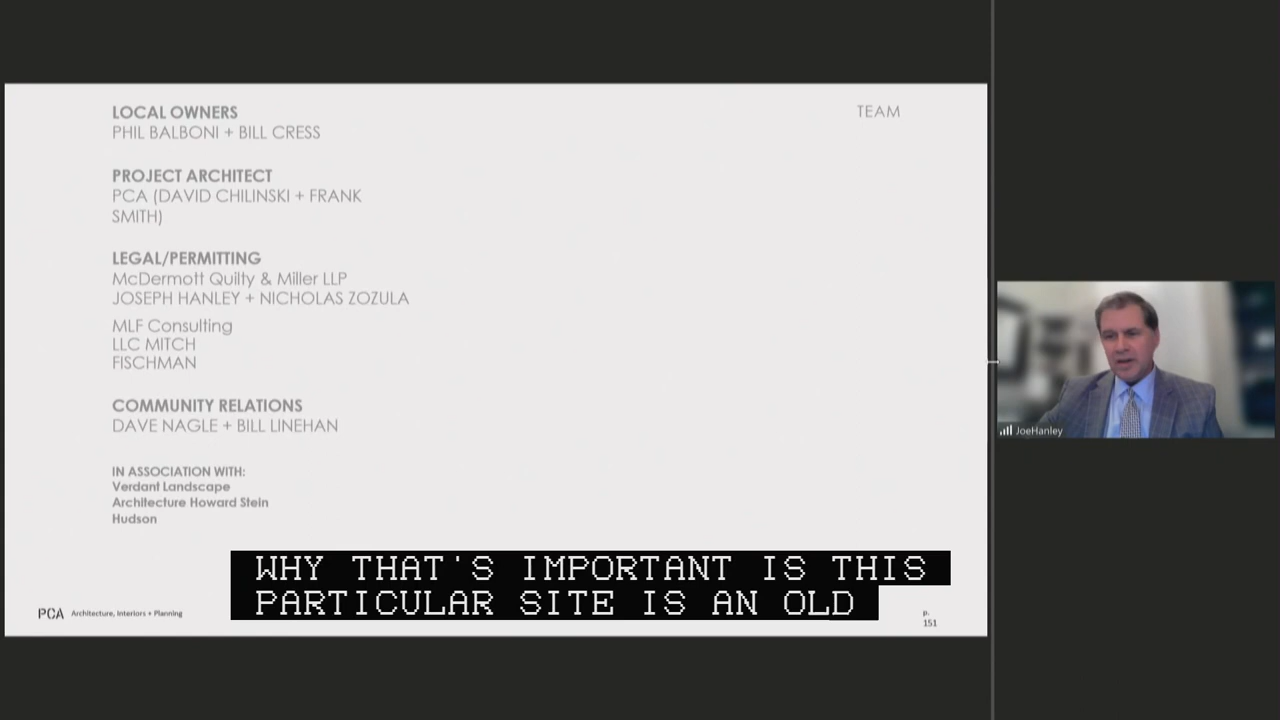 LOCAL OWNERS
TEAM
PHIL BALBONI + BILL CRESS
PROJECT ARCHITECT
PCA (DAVID CHILINSKI + FRANK
SMITH)
LEGAL/PERMITTING
McDermott Quilty & Miller LLP
JOSEPH HANLEY + NICHOLAS ZOZULA
MLF Consulting
LLC MITCH
FISCHMAN
COMMUNITY RELATIONS
DAVE NAGLE + BILL LINEHAN
IN ASSOCIATION WITH:
Verdant Landscape
Architecture Howard Stein
Hudson
WHY THAT'S IMPORTANT IS THIS
PARTICULAR SITE IS AN OLD
PCA Architecture, Interiors + Planning
p.
151
JoeHanley